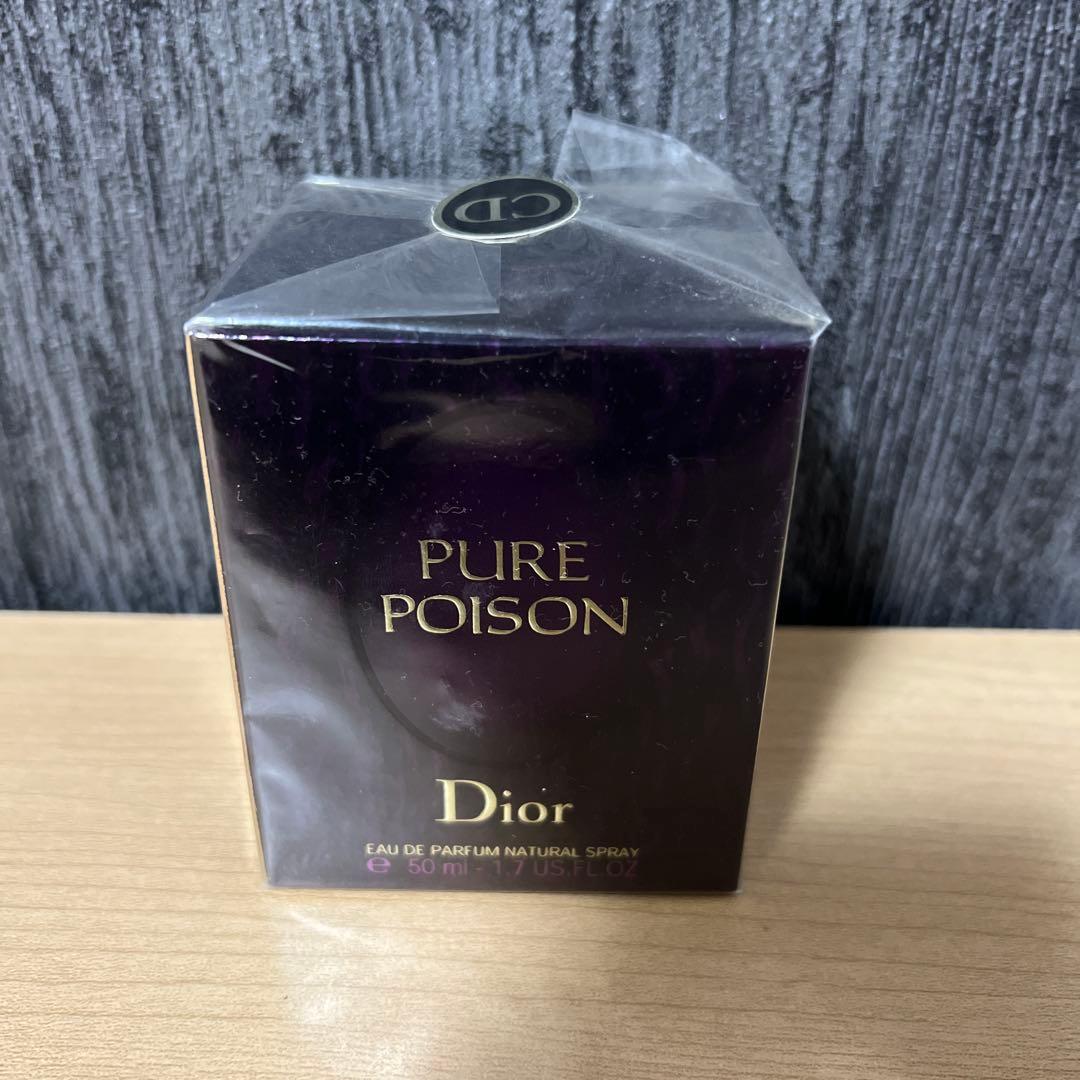 CD
PURE
POISON
Dior
EAU DE PARFUM NATURAL SPRAY
℮ 50 ml - 1.7 US.FL.OZ